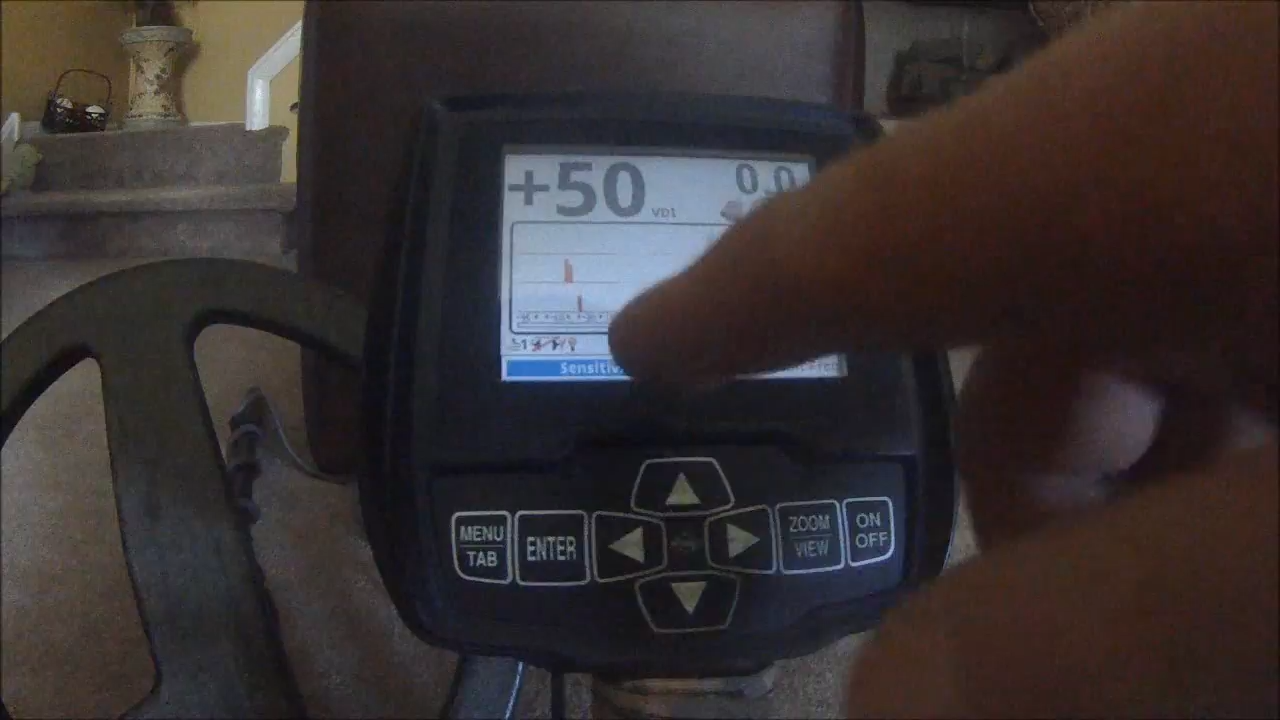 +50 VDI 0.0
Sensitiv
MENU
TAB
ENTER
ZOOM
VIEW
ON
OFF